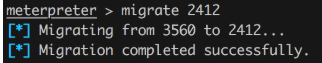 meterpreter > migrate 2412
[*] Migrating from 3560 to 2412...
[*] Migration completed successfully.